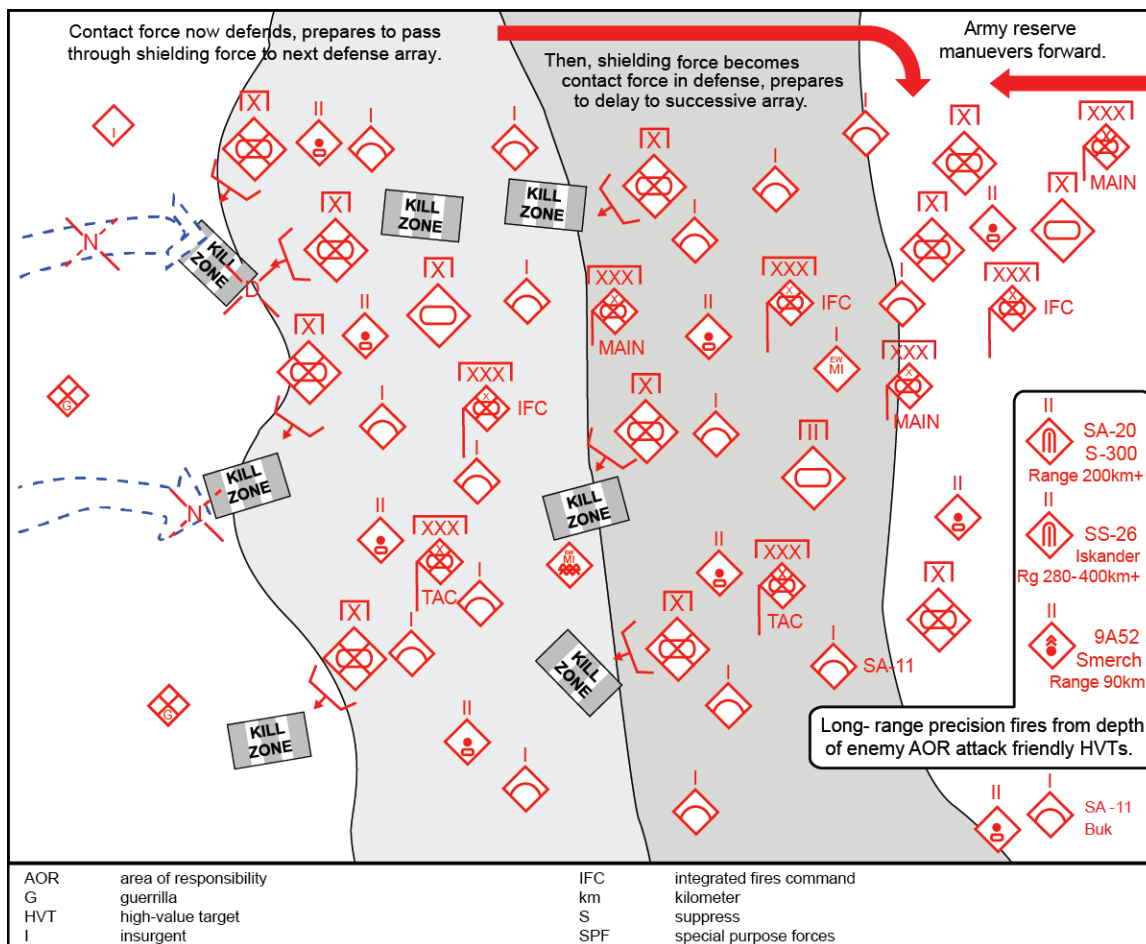 Contact force now defends, prepares to pass
through shielding force to next defense array.
Then, shielding force becomes
contact force in defense, prepares
to delay to successive array.
Army reserve
manuevers forward.
I
X
II
I
I
X
I
I
X
XXX
X
MAIN
KILL
ZONE
KILL
ZONE
X
I
X
II
X
N
KILL
ZONE
D
X
I
XXX
X
MAIN
II
XXX
X
IFC
I
XXX
X
IFC
X
II
I
EW
MI
XXX
X
MAIN
G
I
XXX
X
IFC
I
X
I
II
KILL
ZONE
N
KILL
ZONE
II
XXX
X
TAC
EW
MI
I
II
XXX
X
TAC
II
X
X
I
KILL
ZONE
X
I
SA-11
G
KILL
ZONE
II
I
I
I
II
SA-20
S-300
Range 200km+
II
SS-26
Iskander
Rg 280-400km+
II
9A52
Smerch
Range 90km
Long- range precision fires from depth
of enemy AOR attack friendly HVTs.
II
I
SA -11
Buk
AOR area of responsibility
G guerrilla
HVT high-value target
I insurgent
IFC integrated fires command
km kilometer
S suppress
SPF special purpose forces